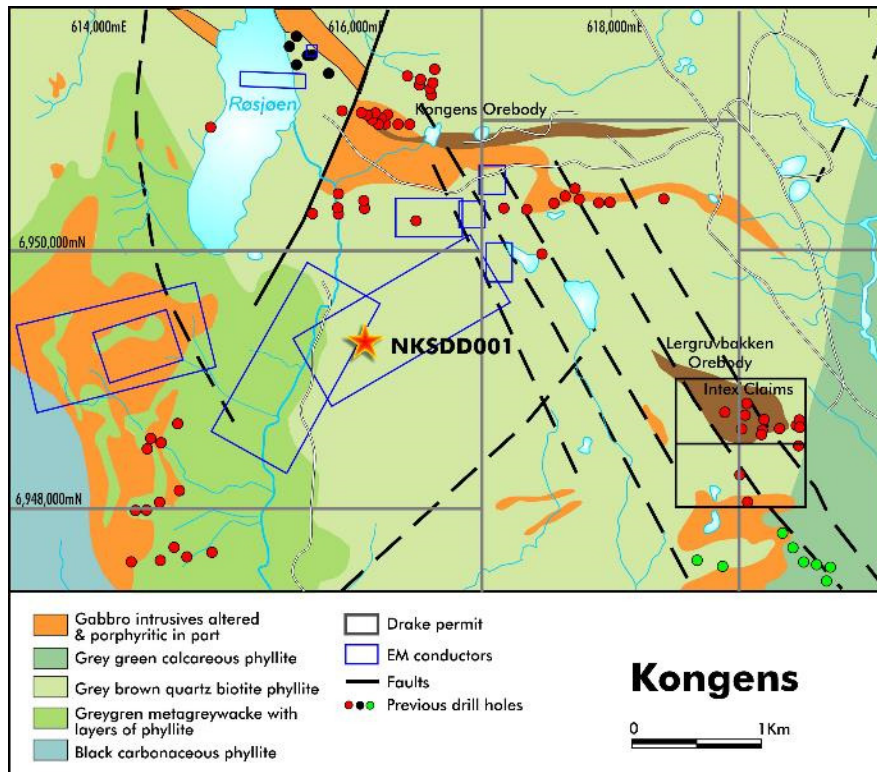 614,000mE
616,000mE
618,000mE
Røsjøen
Kongens Orebody
6,950,000mN
NKSDD001
Lergruvbakken
Orebody
Intex Claims
6,948,000mN
Gabbro intrusives altered
& porphyritic in part
Grey green calcareous phyllite
Grey brown quartz biotite phyllite
Greygren metagreywacke with
layers of phyllite
Black carbonaceous phyllite
Drake permit
EM conductors
Faults
Previous drill holes
Kongens
0 1Km